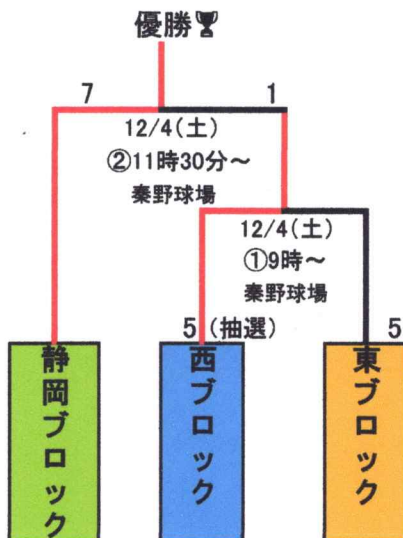 優勝🏆
7 1
12/4(土)
②11時30分～
秦野球場
12/4(土)
①9時～
秦野球場
5(抽選) 5
静岡ブロック
西ブロック
東ブロック